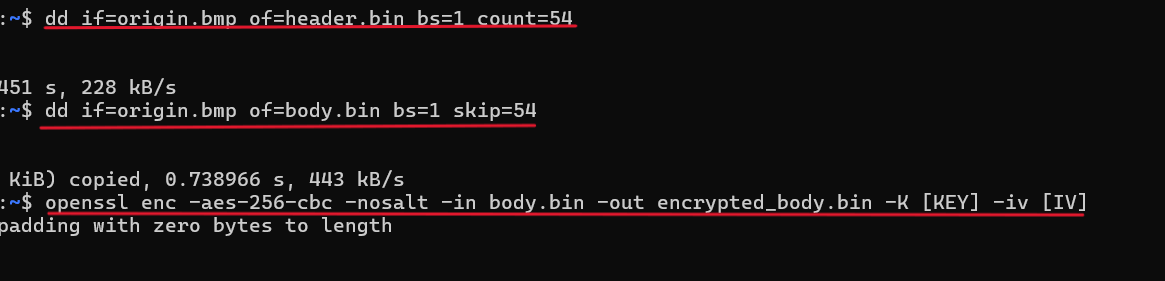 :~$ dd if=origin.bmp of=header.bin bs=1 count=54
451 s, 228 kB/s
:~$ dd if=origin.bmp of=body.bin bs=1 skip=54
KiB) copied, 0.738966 s, 443 kB/s
:~$ openssl enc -aes-256-cbc -nosalt -in body.bin -out encrypted_body.bin -K [KEY] -iv [IV]
padding with zero bytes to length